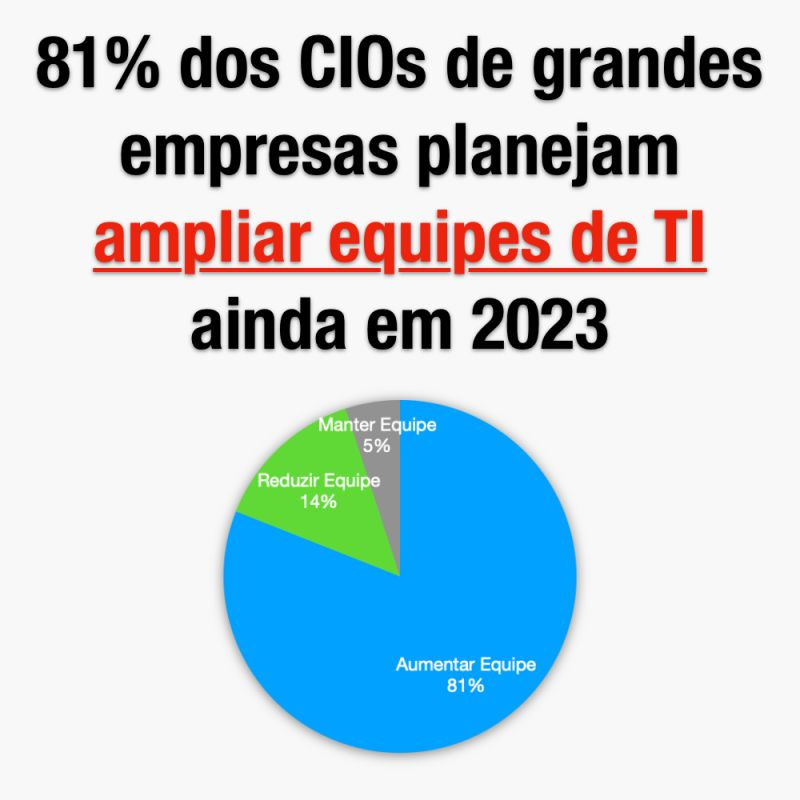 81% dos CIOs de grandes
empresas planejam
ampliar equipes de TI
ainda em 2023
Manter Equipe
5%
Reduzir Equipe
14%
Aumentar Equipe
81%